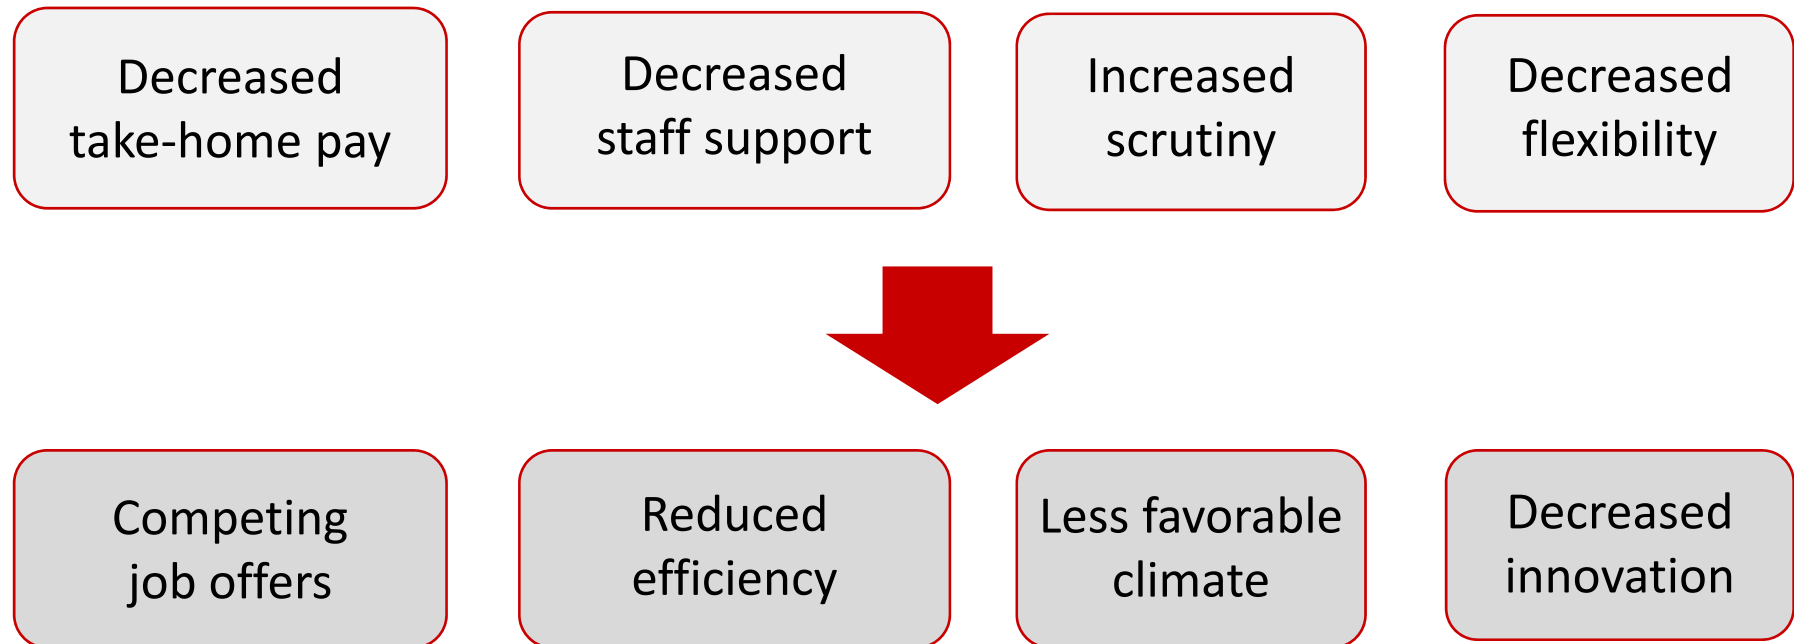 Decreased
take-home pay
Decreased
staff support
Increased
scrutiny
Decreased
flexibility
Competing
job offers
Reduced
efficiency
Less favorable
climate
Decreased
innovation